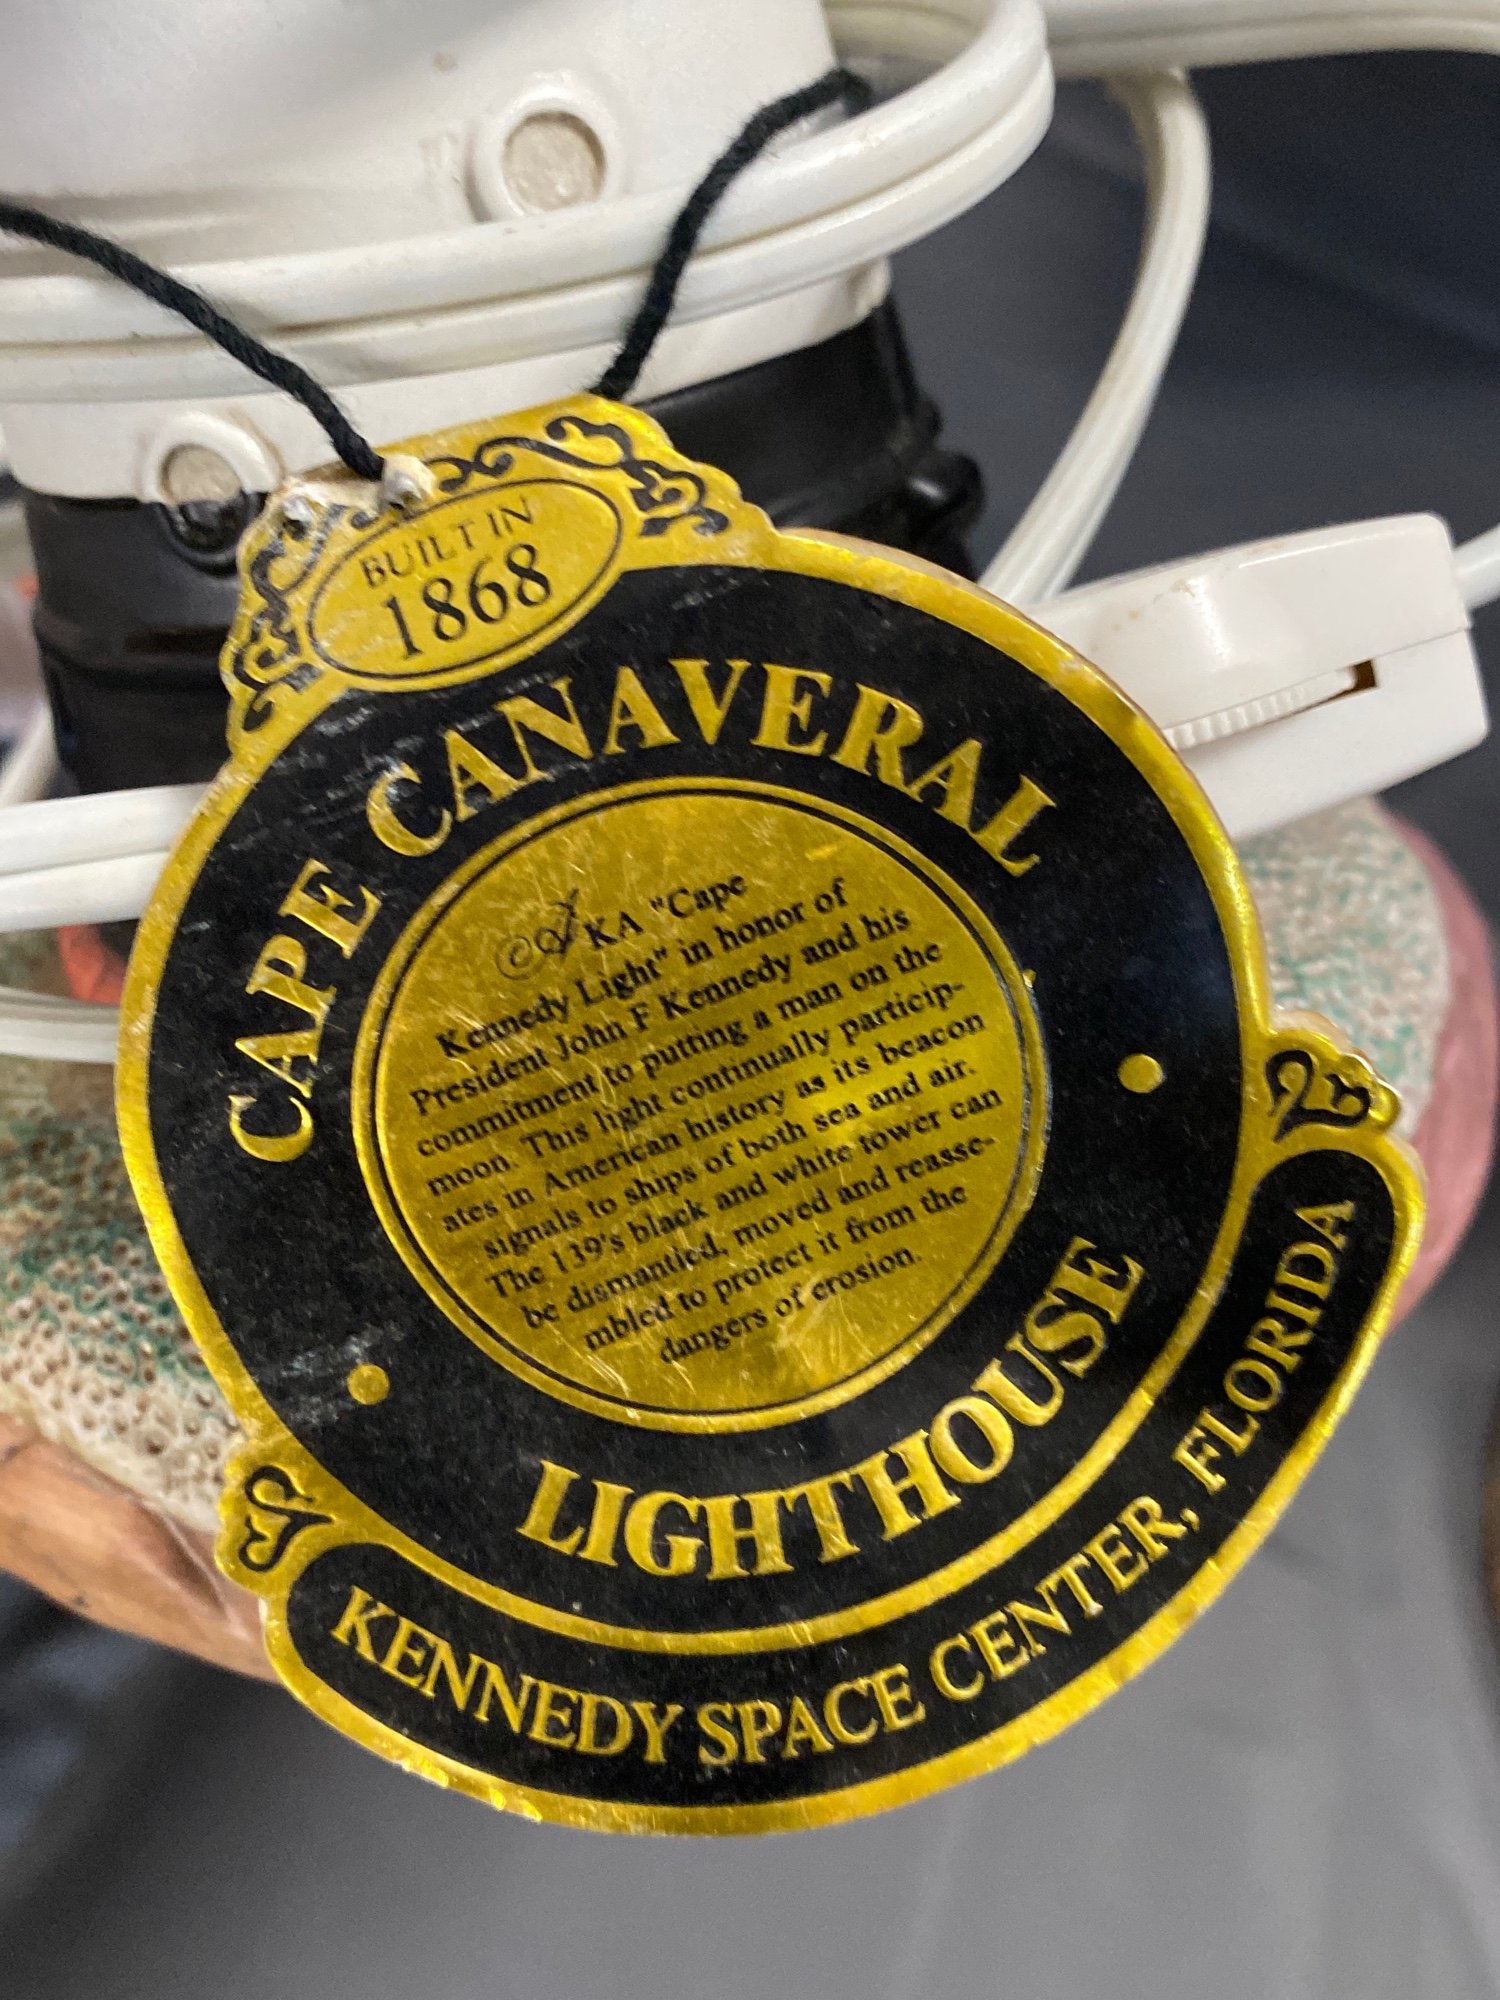 BUILT IN
1868
CAPE CANAVERAL
AKA "Cape
Kennedy Light" in honor of
President John F Kennedy and his
commitment to putting a man on the
moon. This light continually particip-
ates in American history as its beacon
signals to ships of both sea and air.
The 139's black and white tower can
be dismantled, moved and reasse-
mbled to protect it from the
dangers of erosion.
LIGHTHOUSE
KENNEDY SPACE CENTER, FLORIDA